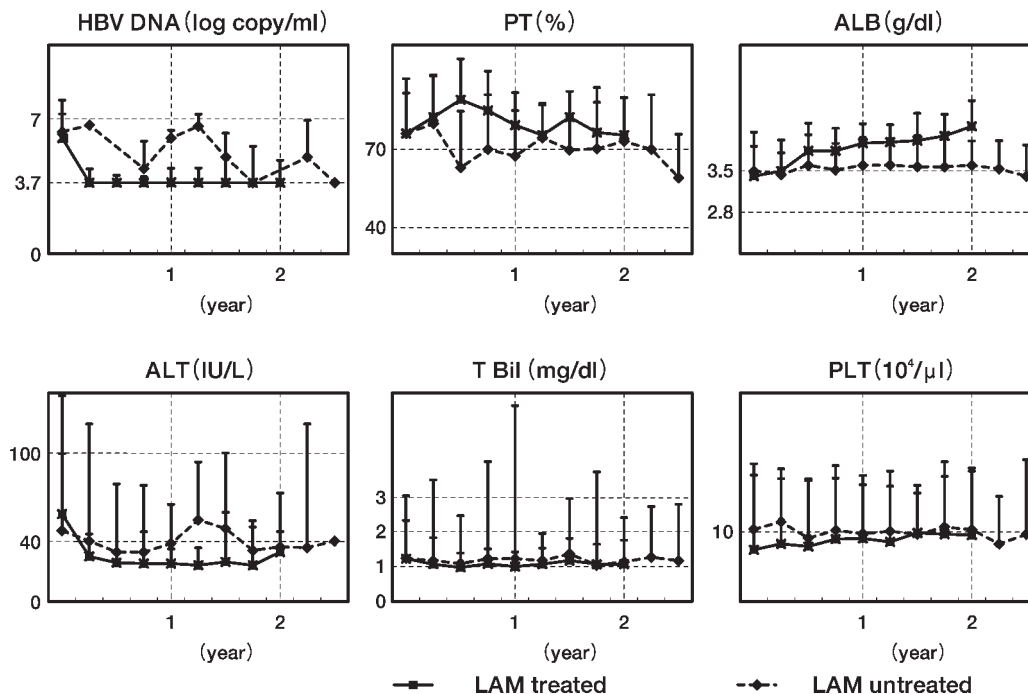 HBV DNA (log copy/ml)
PT (%)
ALB (g/dl)
7
3.7
0
1
2
(year)
70
40
1
2
(year)
3.5
2.8
1
2
(year)
ALT (IU/L)
T Bil (mg/dl)
PLT (10⁴/μl)
100
40
0
1
2
(year)
3
2
1
0
1
2
(year)
10
1
2
(year)
LAM treated
LAM untreated